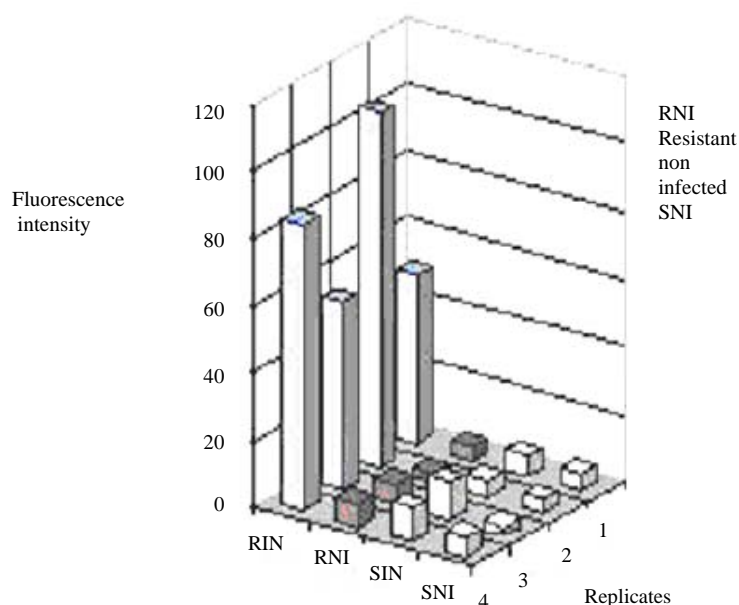 120
100
80
60
40
20
0
Fluorescence
intensity
RNI
Resistant
non
infected
SNI
RIN
RNI
SIN
SNI
4
3
2
1
Replicates